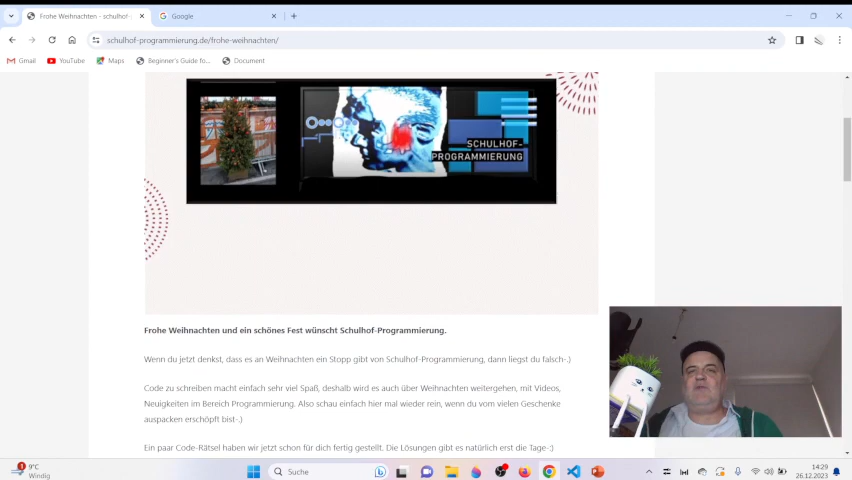 Frohe Weihnachten - schulhof-
Google
schulhof-programmierung.de/frohe-weihnachten/
Gmail
YouTube
Maps
Beginner's Guide fo...
Document
SCHULHOF-
PROGRAMMIERUNG
Frohe Weihnachten und ein schönes Fest wünscht Schulhof-Programmierung.
Wenn du jetzt denkst, dass es an Weihnachten ein Stopp gibt von Schulhof-Programmierung, dann liegst du falsch-.)
Code zu schreiben macht einfach sehr viel Spaß, deshalb wird es auch über Weihnachten weitergehen, mit Videos,
Neuigkeiten im Bereich Programmierung. Also schau einfach hier mal wieder rein, wenn du vom vielen Geschenke
auspacken erschöpft bist-.)
Ein paar Code-Rätsel haben wir jetzt schon für dich fertig gestellt. Die Lösungen gibt es natürlich erst die Tage-:)
1
9°C
Windig
Suche
14:29
26.12.2023